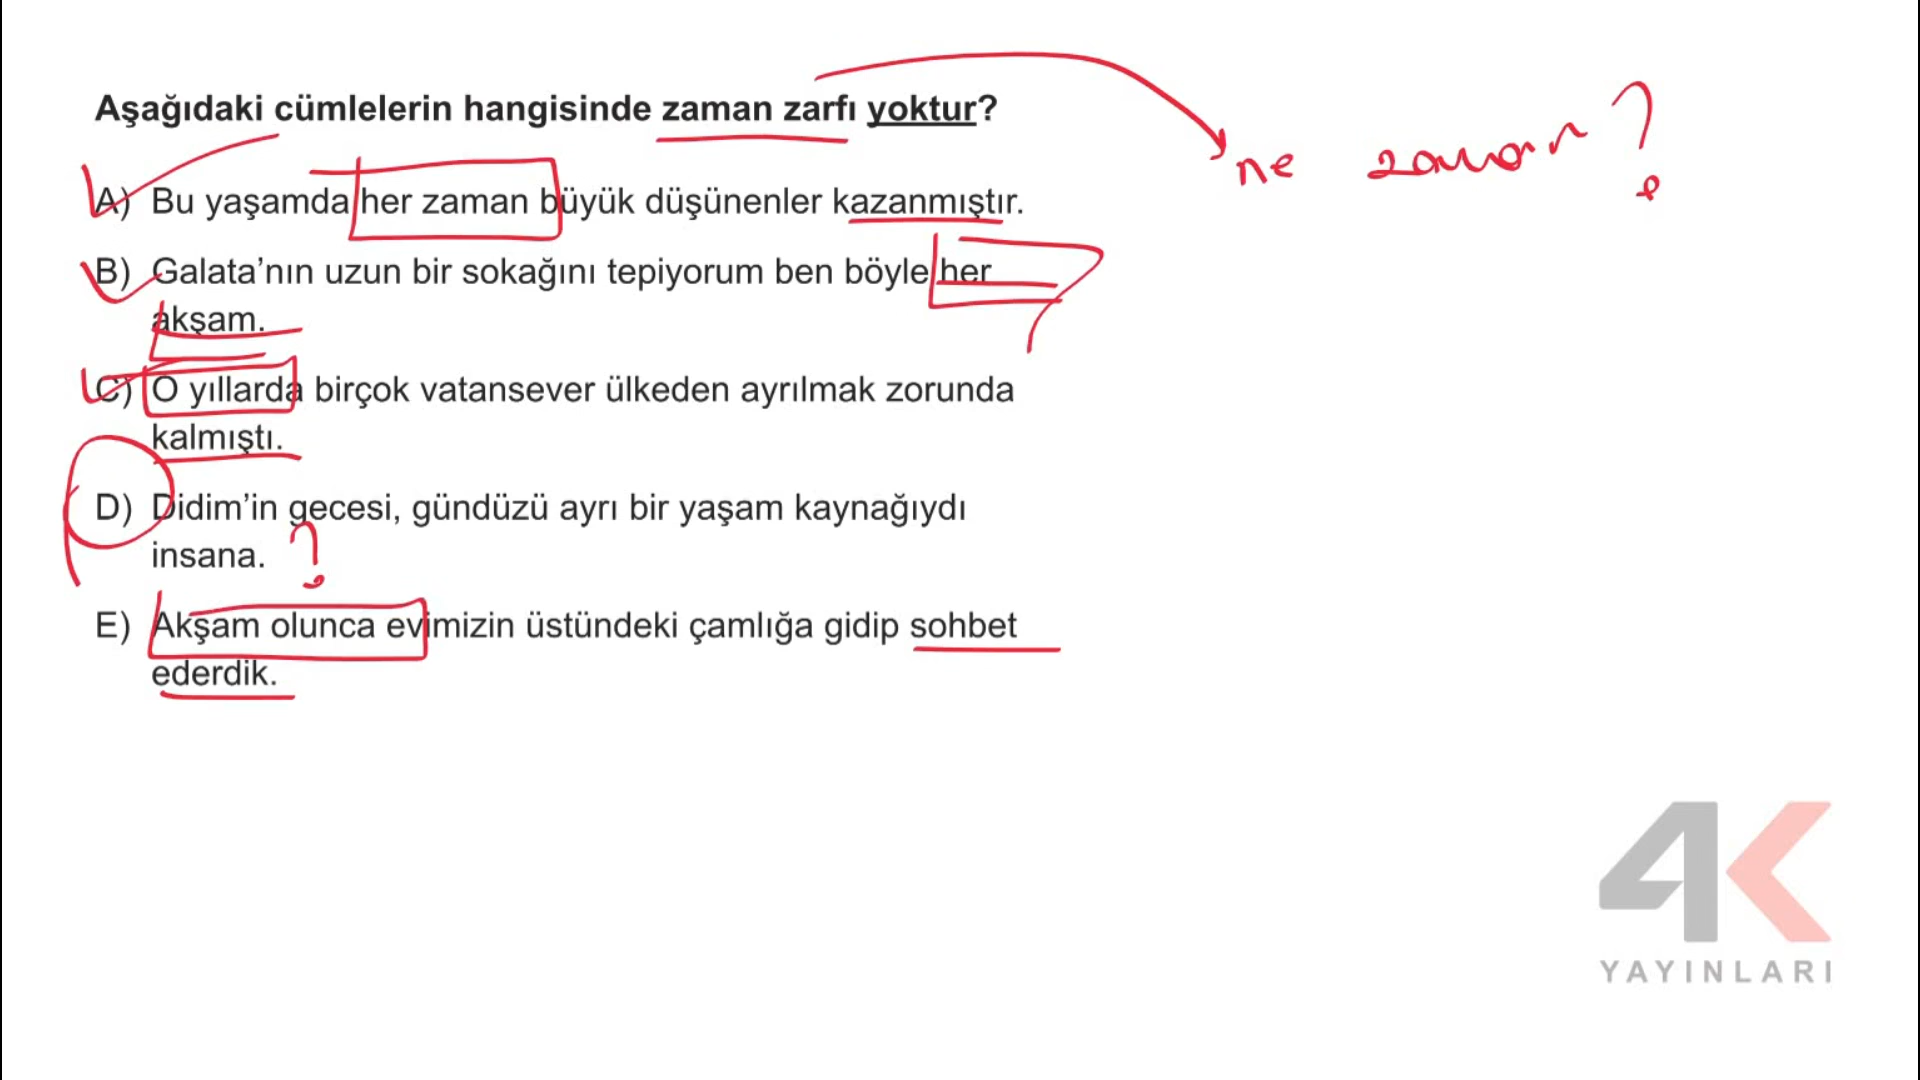 Aşağıdaki cümlelerin hangisinde zaman zarfı yoktur?
ne zaman ?
A) Bu yaşamda her zaman büyük düşünenler kazanmıştır.
B) Galata’nın uzun bir sokağını tepiyorum ben böyle her
akşam.
C) O yıllarda birçok vatansever ülkeden ayrılmak zorunda
kalmıştı.
D) Didim’in gecesi, gündüzü ayrı bir yaşam kaynağıydı
insana. ?
E) Akşam olunca evimizin üstündeki çamlığa gidip sohbet
ederdik.
4K
YAYINLARI